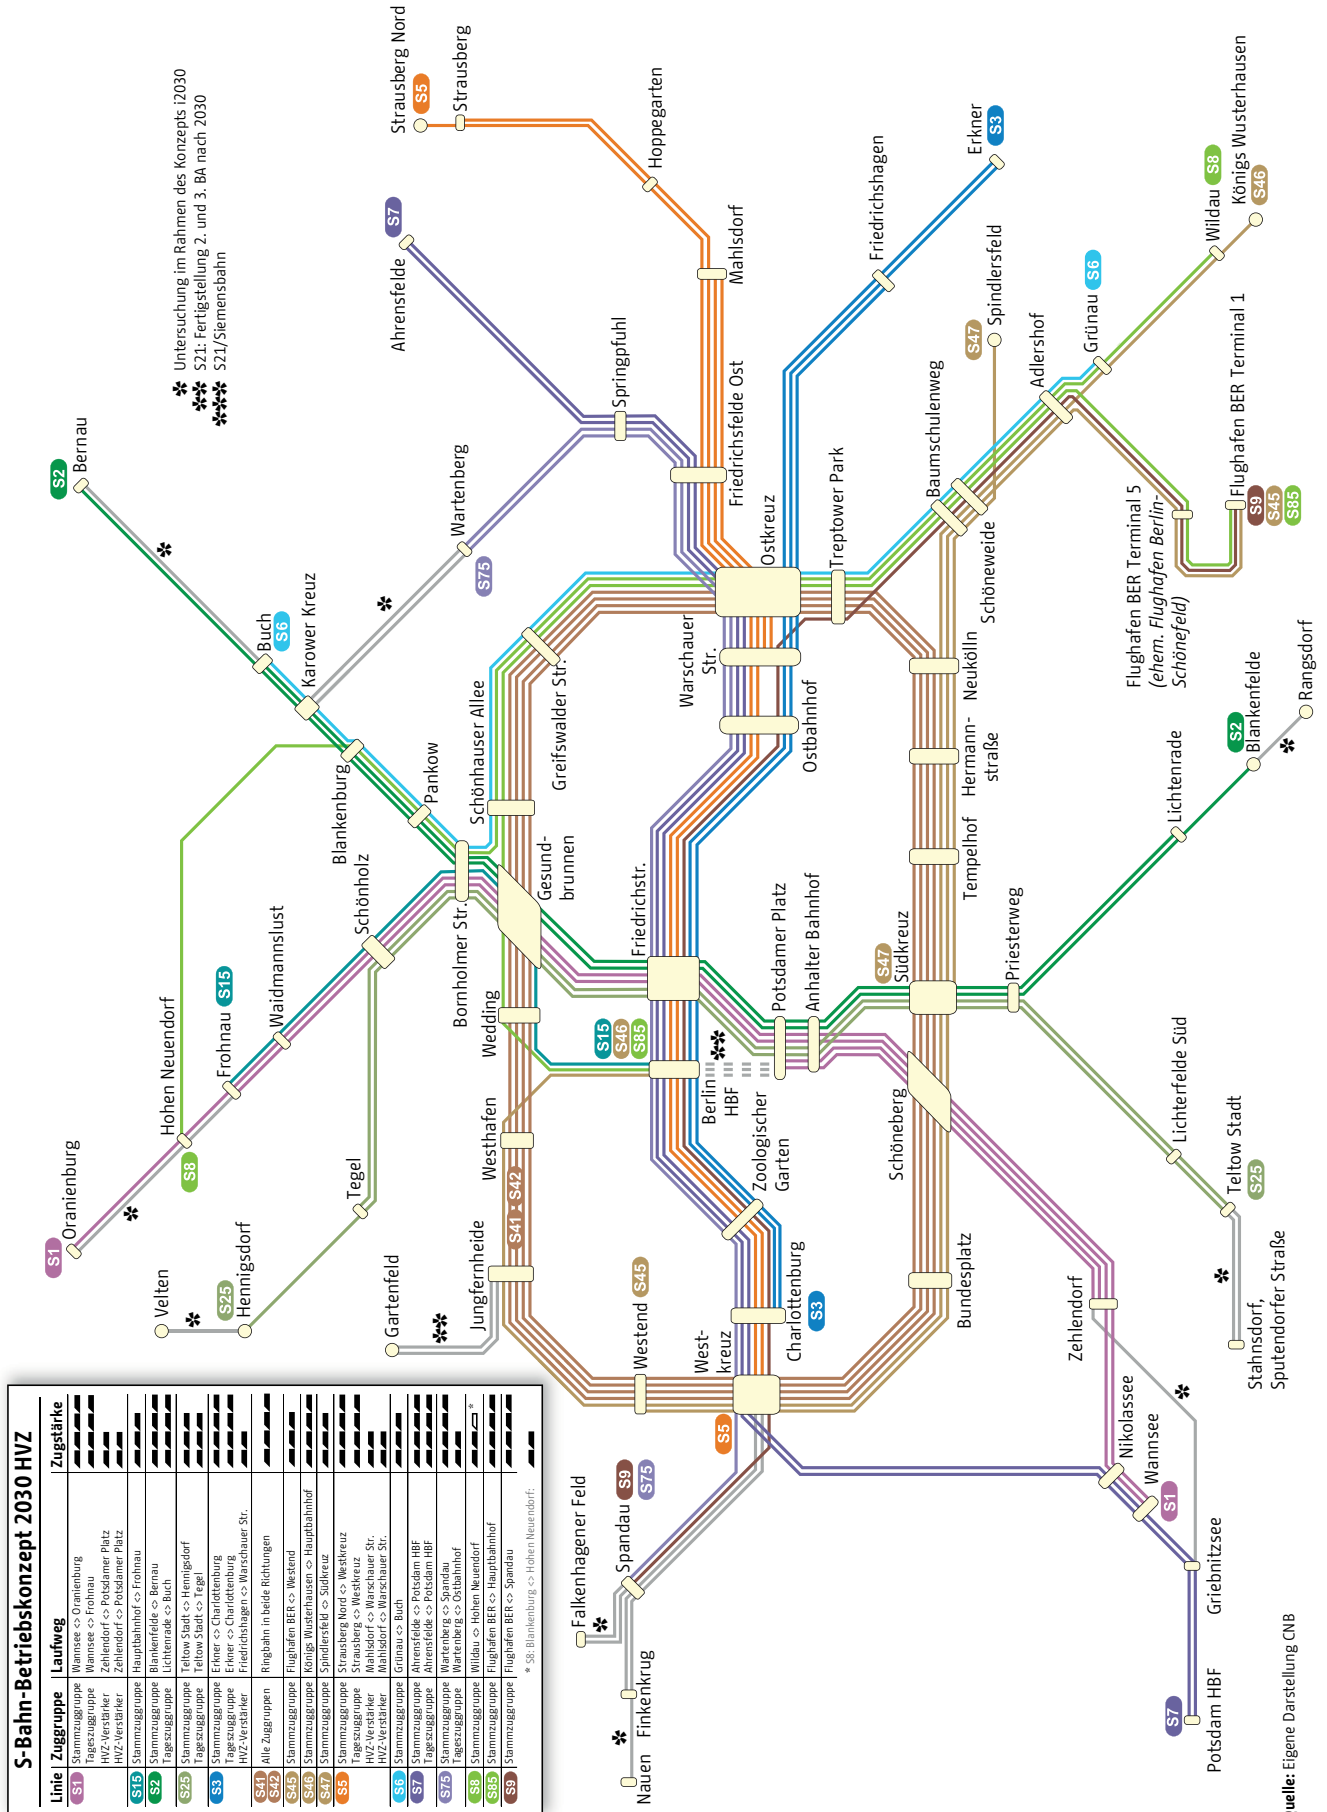 S-Bahn-Betriebskonzept 2030 HVZ
Linie Zuggruppe Laufweg Zugstärke
S1 Stammzuggruppe Wannsee <> Oranienburg
Tageszuggruppe Wannsee <> Frohnau
HVZ-Verstärker Zehlendorf <> Potsdamer Platz
HVZ-Verstärker Zehlendorf <> Potsdamer Platz
S15 Stammzuggruppe Hauptbahnhof <> Frohnau
S2 Stammzuggruppe Blankenfelde <> Bernau
Tageszuggruppe Lichtenrade <> Buch
S25 Stammzuggruppe Teltow Stadt <> Hennigsdorf
Tageszuggruppe Teltow Stadt <> Tegel
S3 Stammzuggruppe Erkner <> Charlottenburg
Tageszuggruppe Erkner <> Charlottenburg
HVZ-Verstärker Friedrichshagen <> Warschauer Str.
S41
S42 Alle Zuggruppen Ringbahn in beide Richtungen
S45 Stammzuggruppe Flughafen BER <> Westend
S46 Stammzuggruppe Königs Wusterhausen <> Hauptbahnhof
S47 Stammzuggruppe Spindlersfeld <> Südkreuz
S5 Stammzuggruppe Strausberg Nord <> Westkreuz
Tageszuggruppe Strausberg <> Westkreuz
HVZ-Verstärker Mahlsdorf <> Warschauer Str.
HVZ-Verstärker Mahlsdorf <> Warschauer Str.
S6 Stammzuggruppe Grünau <> Buch
S7 Stammzuggruppe Ahrensfelde <> Potsdam HBF
Tageszuggruppe Ahrensfelde <> Potsdam HBF
S75 Stammzuggruppe Wartenberg <> Spandau
Tageszuggruppe Wartenberg <> Ostbahnhof
S8 Stammzuggruppe Wildau <> Hohen Neuendorf *
S85 Stammzuggruppe Flughafen BER <> Hauptbahnhof
S9 Stammzuggruppe Flughafen BER <> Spandau
* S8: Blankenburg <> Hohen Neuendorf:
* Untersuchung im Rahmen des Konzepts i2030
** S21: Fertigstellung 2. und 3. BA nach 2030
*** S21/Siemensbahn
S1
Oranienburg
*
Velten
*
S25
Hennigsdorf
Hohen Neuendorf
S8
Frohnau S15
Waidmannslust
Tegel
Schönholz
S2
Bernau
*
Buch
S6
Karower Kreuz
*
Blankenburg
Pankow
Bornholmer Str.
Wartenberg
S75
S7
Ahrensfelde
Springpfuhl
Strausberg Nord
S5
Strausberg
Hoppegarten
Mahlsdorf
Friedrichsfelde Ost
Gartenfeld
**
Jungfernheide
S41 : S42
Westhafen
Wedding
Gesund-
brunnen
Schönhauser Allee
Greifswalder Str.
Westend S45
West-
kreuz
S5
Charlottenburg
S3
Zoologischer
Garten
S15
S46
S85
Berlin
HBF
**
Friedrichstr.
Warschauer
Str.
Ostbahnhof
Ostkreuz
Treptower Park
Friedrichshagen
Erkner
S3
Potsdamer Platz
Anhalter Bahnhof
S47
Südkreuz
Schöneberg
Bundesplatz
Tempelhof
Hermann-
straße
Neukölln
Baumschulenweg
Schöneweide
S47
Spindlersfeld
Adlershof
Grünau S6
Wildau S8
Königs Wusterhausen
S46
Flughafen BER Terminal 5
(ehem. Flughafen Berlin-
Schönefeld)
Flughafen BER Terminal 1
S9
S45
S85
Priesterweg
Lichtenrade
S2
Blankenfelde
*
Rangsdorf
Lichterfelde Süd
Teltow Stadt
S25
*
Stahnsdorf,
Sputendorfer Straße
Zehlendorf
*
Nikolassee
Wannsee
S1
Griebnitzsee
S7
Potsdam HBF
Falkenhagener Feld
*
Spandau S9
S75
Finkenkrug
*
Nauen
uelle: Eigene Darstellung CNB